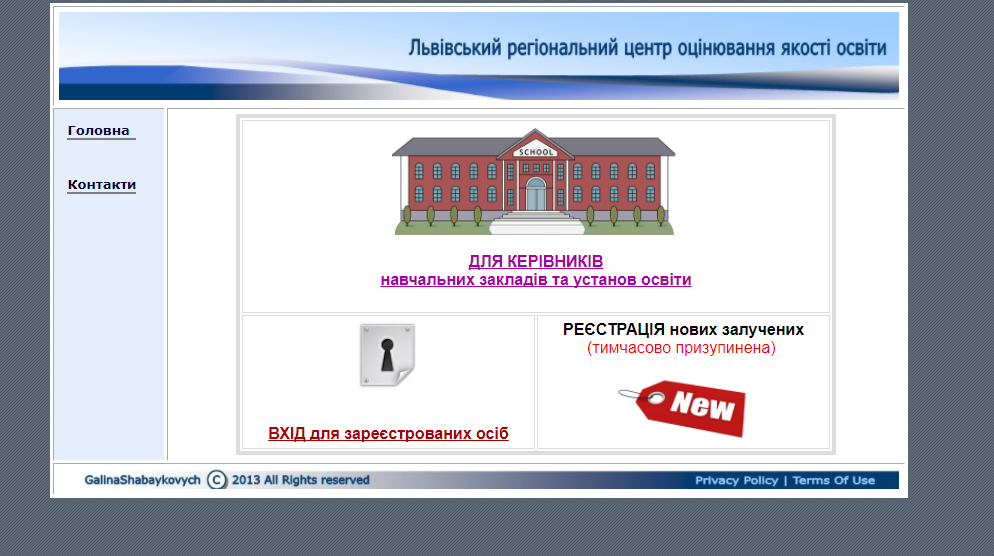 Львівський регіональний центр оцінювання якості освіти
Головна
Контакти
SCHOOL
ДЛЯ КЕРІВНИКІВ
навчальних закладів та установ освіти
ВХІД для зареєстрованих осіб
РЕЄСТРАЦІЯ нових залучених
(тимчасово призупинена)
New
GalinaShabaykovych © 2013 All Rights reserved
Privacy Policy | Terms Of Use